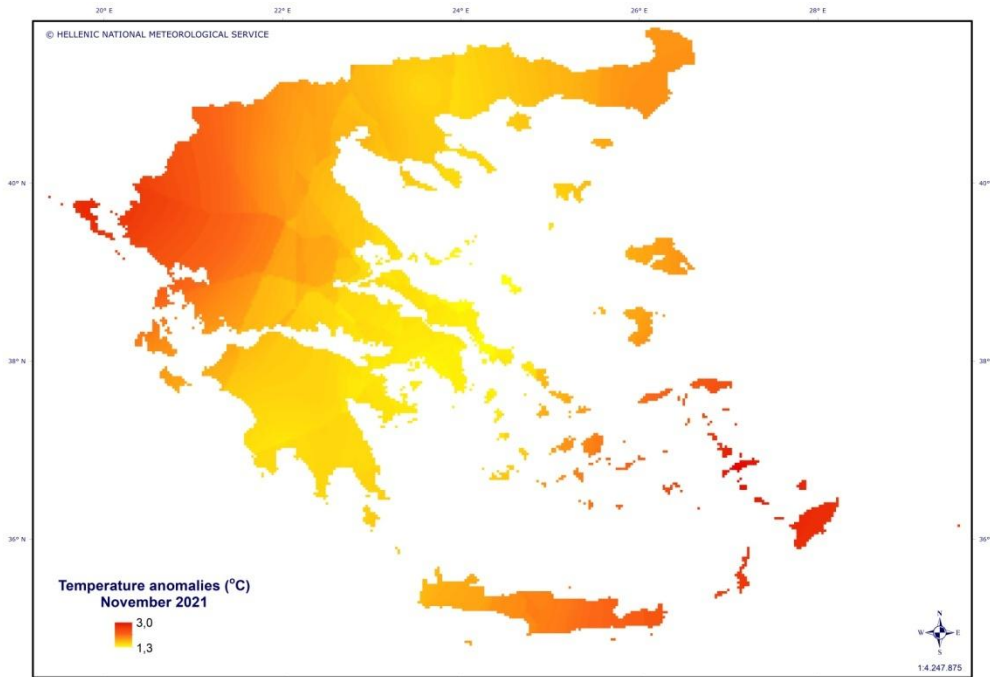 20° E 22° E 24° E 26° E 28° E
© HELLENIC NATIONAL METEOROLOGICAL SERVICE
40° N 40° N
38° N 38° N
36° N 36° N
Temperature anomalies (°C)
November 2021
3,0
1,3
N
W E
S
1:4.247.875